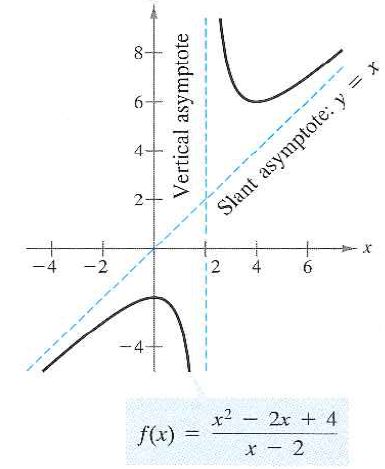 8
6
4
2
-4
-4 -2 2 4 6 x
Vertical asymptote
Slant asymptote: y = x
f(x) = x² − 2x + 4 / x − 2